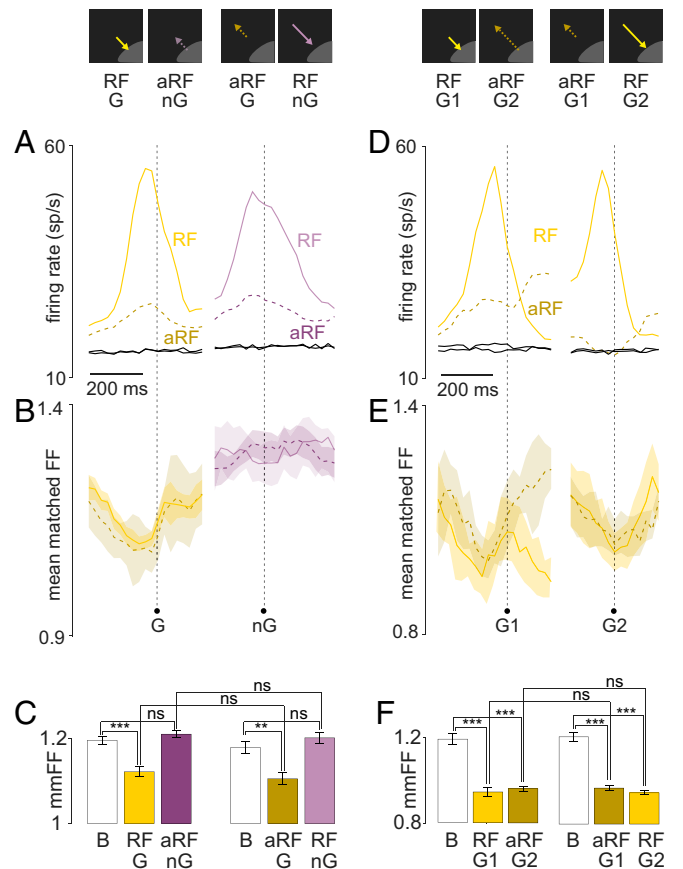 RF
G
aRF
nG
aRF
G
RF
nG
RF
G1
aRF
G2
aRF
G1
RF
G2
A
60
firing rate (sp/s)
10
RF
aRF
RF
aRF
200 ms
D
60
firing rate (sp/s)
10
RF
aRF
200 ms
B
1.4
mean matched FF
0.9
G
nG
E
1.4
mean matched FF
0.8
G1
G2
C
mmFF
1.2
1
ns
ns
ns
***
ns
**
B
RF
G
aRF
nG
B
aRF
G
RF
nG
F
mmFF
1.2
0.8
ns
ns
***
***
***
***
B
RF
G1
aRF
G2
B
aRF
G1
RF
G2